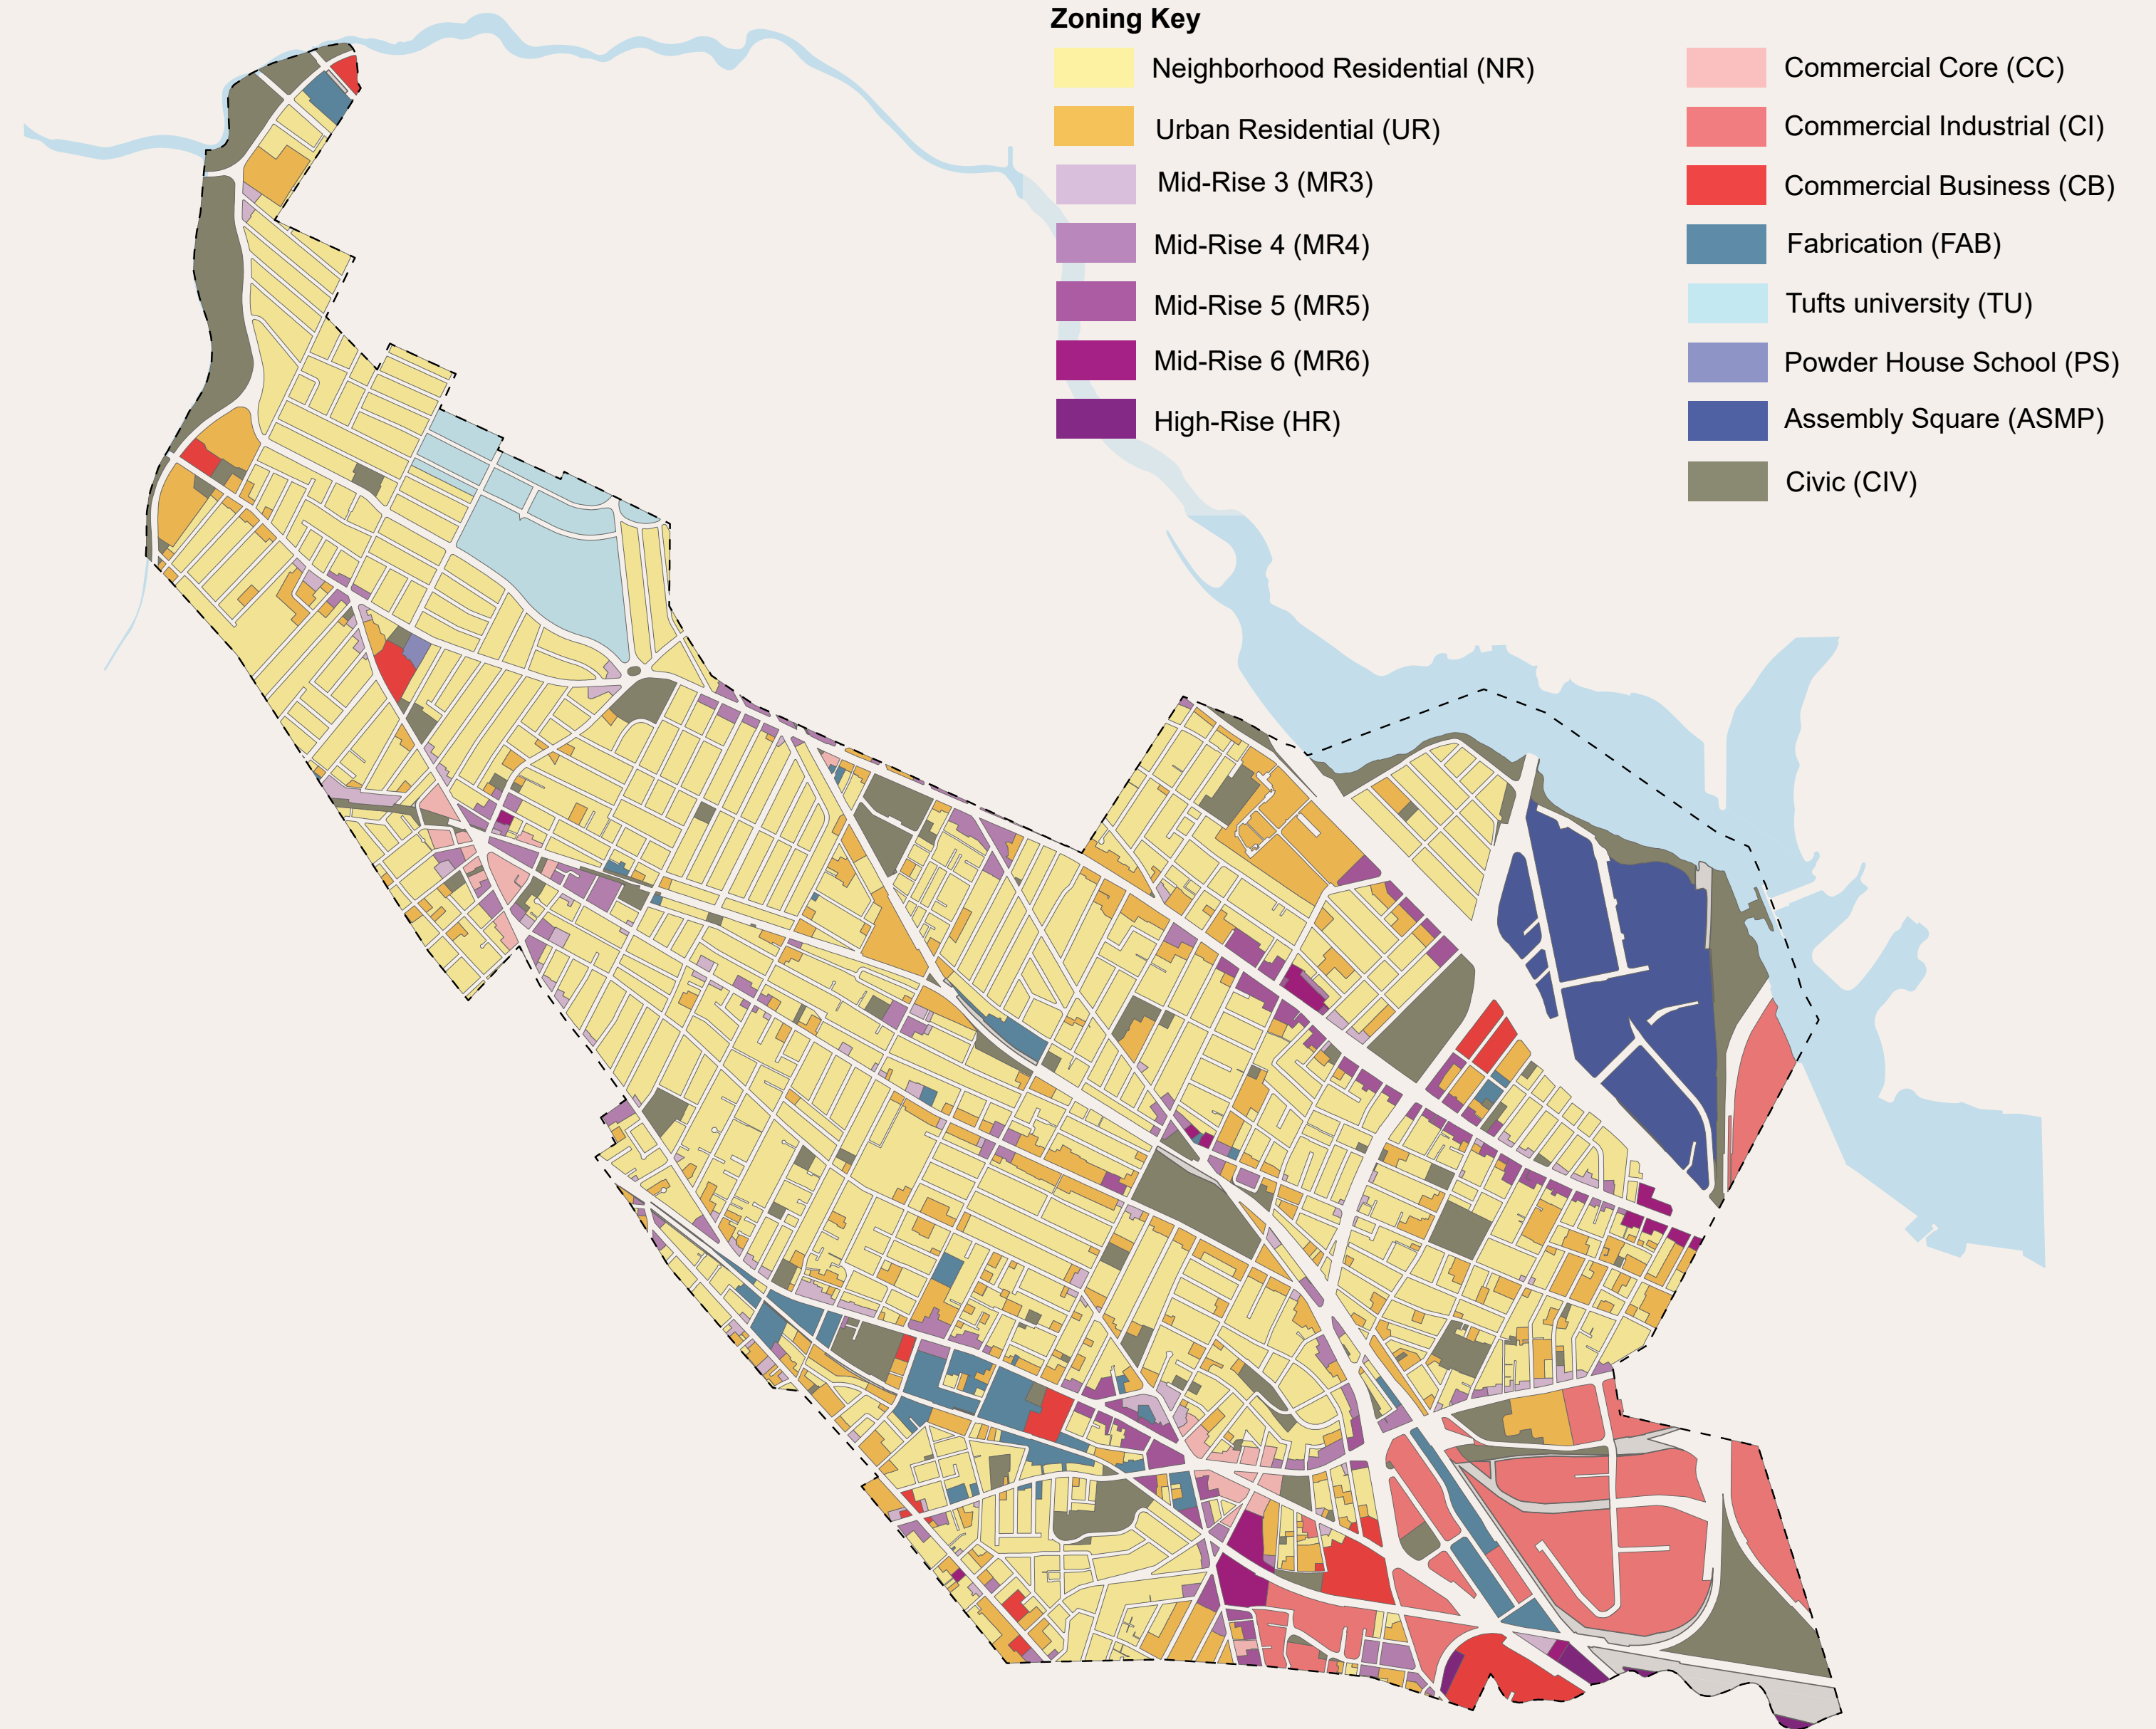 Zoning Key
Neighborhood Residential (NR)
Urban Residential (UR)
Mid-Rise 3 (MR3)
Mid-Rise 4 (MR4)
Mid-Rise 5 (MR5)
Mid-Rise 6 (MR6)
High-Rise (HR)
Commercial Core (CC)
Commercial Industrial (CI)
Commercial Business (CB)
Fabrication (FAB)
Tufts university (TU)
Powder House School (PS)
Assembly Square (ASMP)
Civic (CIV)